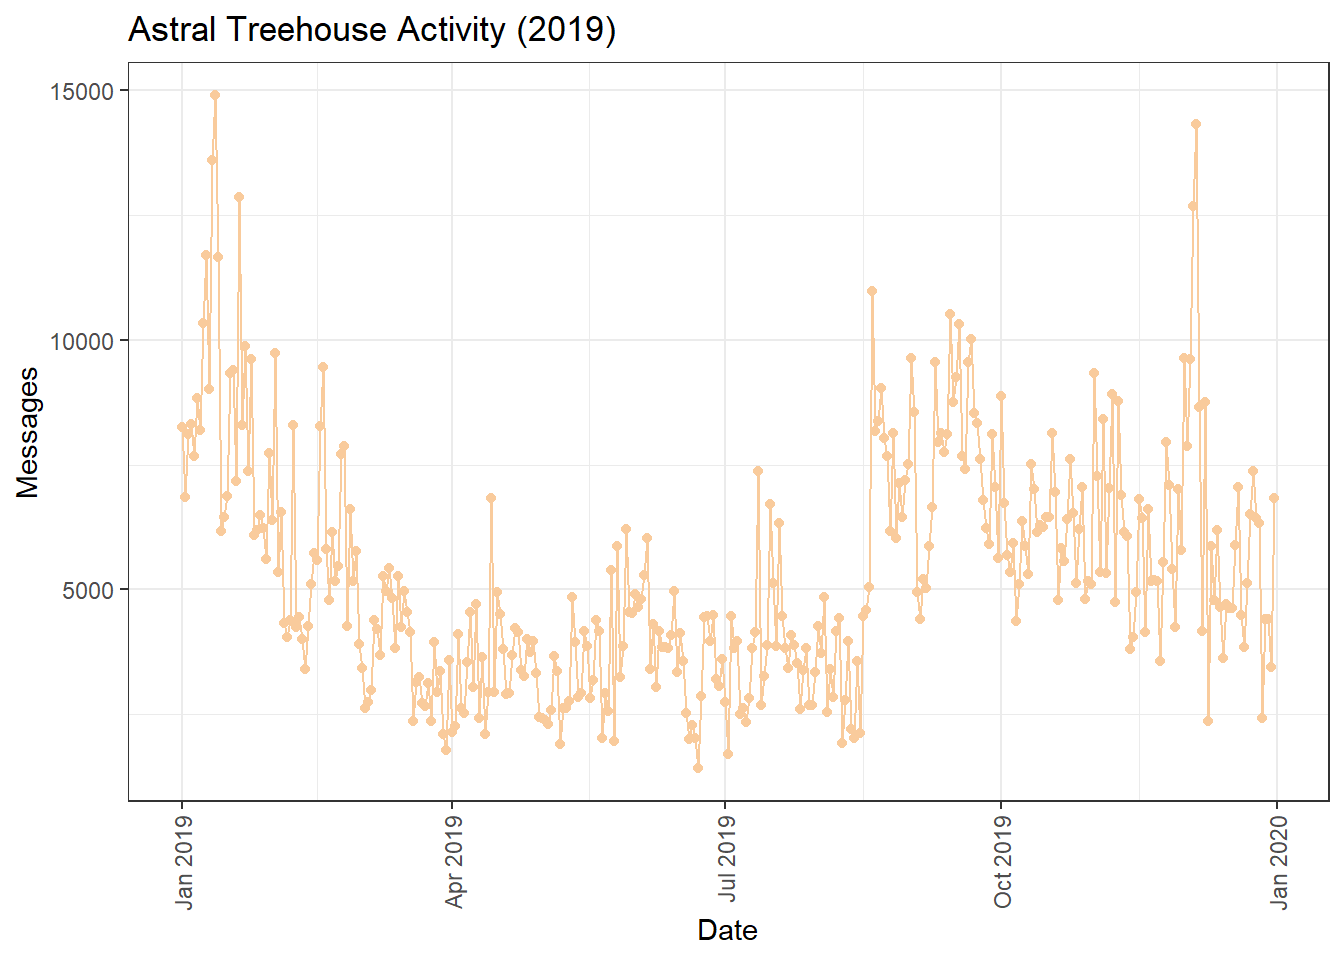 Astral Treehouse Activity (2019)
15000
10000
5000
Messages
Jan 2019
Apr 2019
Jul 2019
Oct 2019
Jan 2020
Date